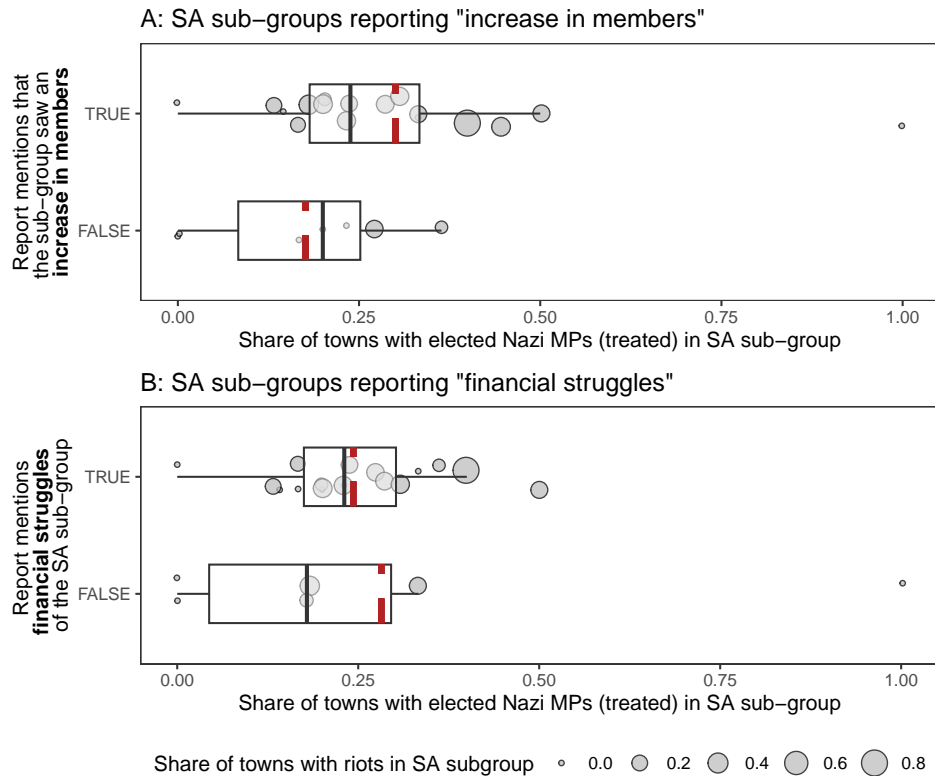 A: SA sub−groups reporting "increase in members"
Report mentions that
the sub−group saw an
increase in members
TRUE
FALSE
0.00 0.25 0.50 0.75 1.00
Share of towns with elected Nazi MPs (treated) in SA sub−group
B: SA sub−groups reporting "financial struggles"
Report mentions
financial struggles
of the SA sub−group
TRUE
FALSE
0.00 0.25 0.50 0.75 1.00
Share of towns with elected Nazi MPs (treated) in SA sub−group
Share of towns with riots in SA subgroup 0.0 0.2 0.4 0.6 0.8